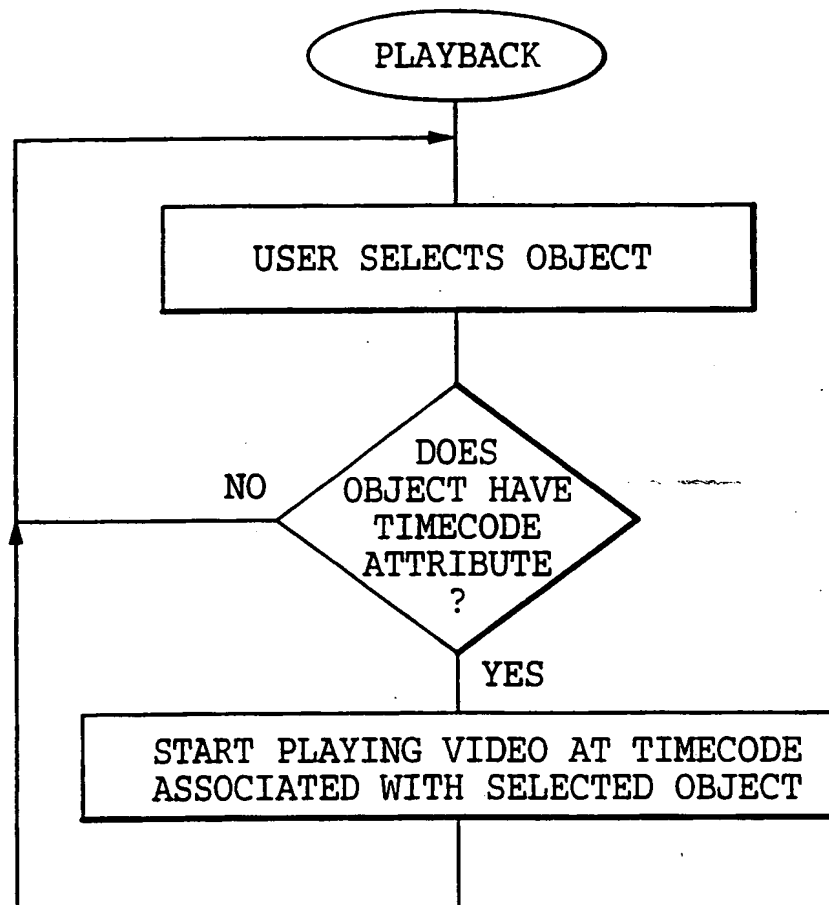 PLAYBACK
USER SELECTS OBJECT
DOES
OBJECT HAVE
TIMECODE
ATTRIBUTE
?
NO
YES
START PLAYING VIDEO AT TIMECODE
ASSOCIATED WITH SELECTED OBJECT